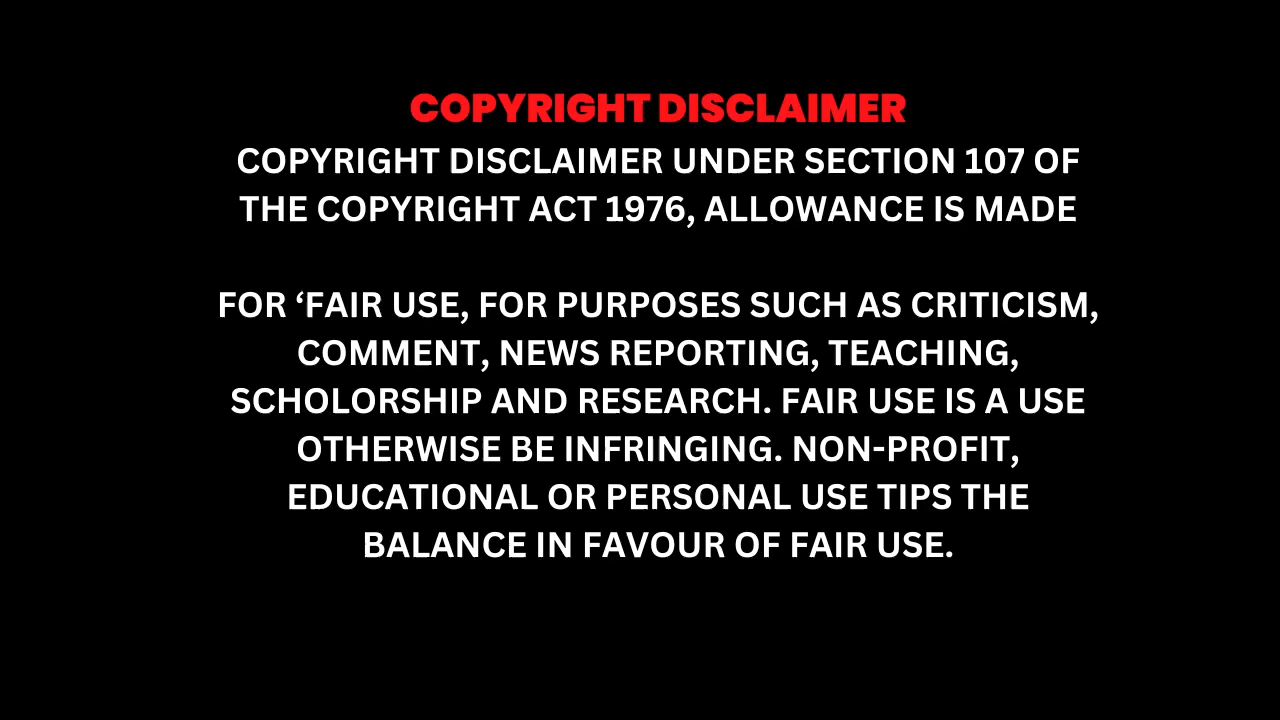 COPYRIGHT DISCLAIMER
COPYRIGHT DISCLAIMER UNDER SECTION 107 OF
THE COPYRIGHT ACT 1976, ALLOWANCE IS MADE
FOR ‘FAIR USE, FOR PURPOSES SUCH AS CRITICISM,
COMMENT, NEWS REPORTING, TEACHING,
SCHOLORSHIP AND RESEARCH. FAIR USE IS A USE
OTHERWISE BE INFRINGING. NON-PROFIT,
EDUCATIONAL OR PERSONAL USE TIPS THE
BALANCE IN FAVOUR OF FAIR USE.